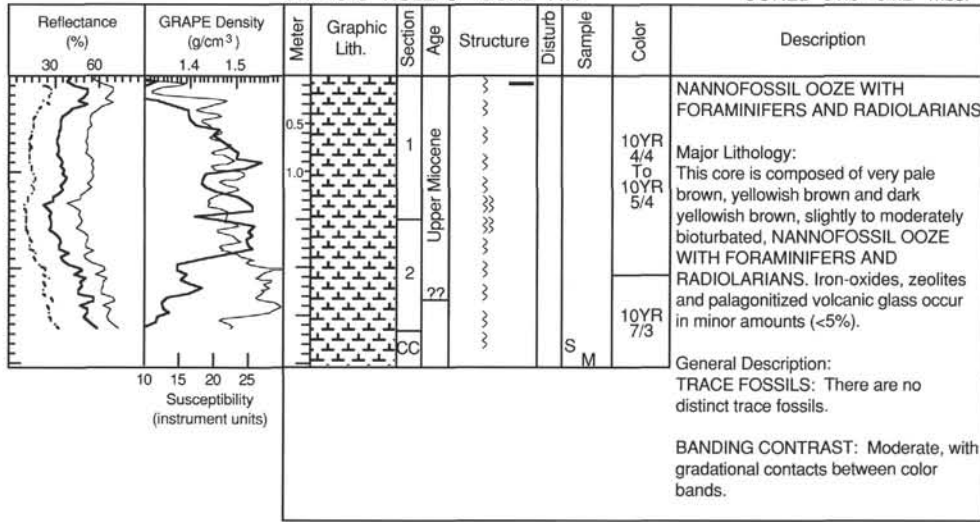 Reflectance
(%)
30 60
GRAPE Density
(g/cm³)
1.4 1.5
Meter
Graphic
Lith.
Section
Age
Structure
Disturb
Sample
Color
Description
0.5
1.0
1
2
CC
Upper Miocene
??
S
M
10YR
4/4
To
10YR
5/4
10YR
7/3
NANNOFOSSIL OOZE WITH
FORAMINIFERS AND RADIOLARIANS
Major Lithology:
This core is composed of very pale
brown, yellowish brown and dark
yellowish brown, slightly to moderately
bioturbated, NANNOFOSSIL OOZE
WITH FORAMINIFERS AND
RADIOLARIANS. Iron-oxides, zeolites
and palagonitized volcanic glass occur
in minor amounts (<5%).
General Description:
TRACE FOSSILS: There are no
distinct trace fossils.
BANDING CONTRAST: Moderate, with
gradational contacts between color
bands.
10 15 20 25
Susceptibility
(instrument units)